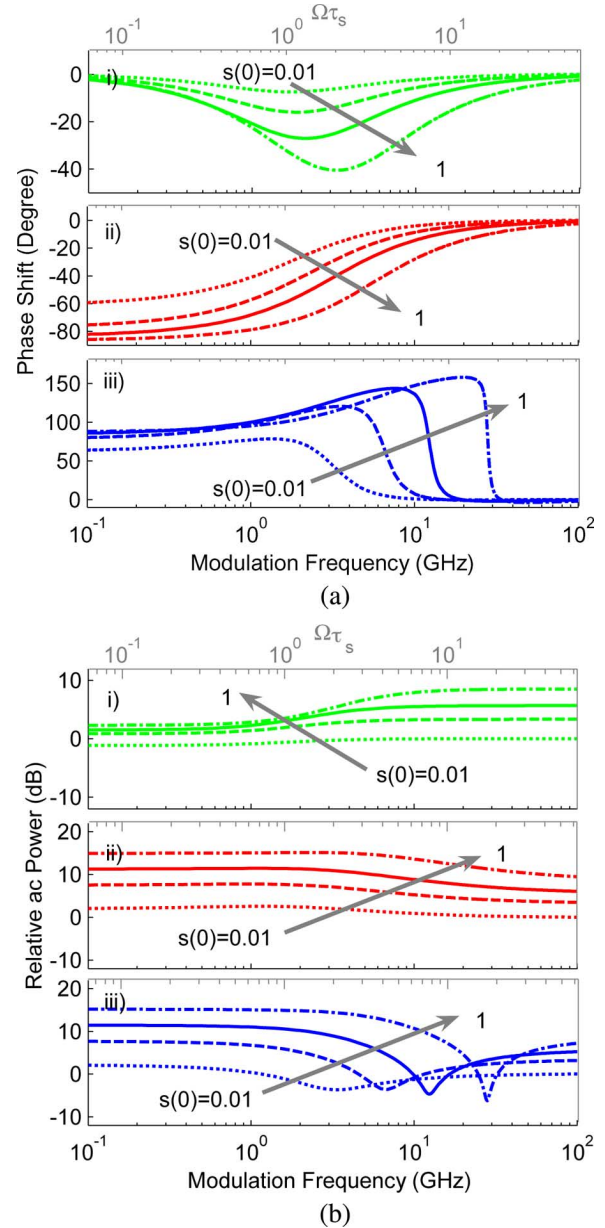 Ωτs
10-1 100 101
0
-20
-40
i)
s(0)=0.01
1
0
-20
-40
-60
-80
ii)
s(0)=0.01
1
150
100
50
0
iii)
1
s(0)=0.01
10-1 100 101 102
Modulation Frequency (GHz)
Phase Shift (Degree)
(a)
Ωτs
10-1 100 101
10
0
-10
i)
1
s(0)=0.01
20
10
0
-10
ii)
1
s(0)=0.01
20
10
0
-10
iii)
1
s(0)=0.01
10-1 100 101 102
Modulation Frequency (GHz)
Relative ac Power (dB)
(b)